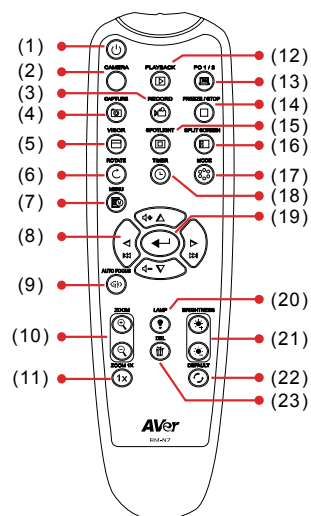 (1)
(2)
(3)
(4)
(5)
(6)
(7)
(8)
(9)
(10)
(11)
CAMERA
PLAYBACK
PC 1 / 2
CAPTURE
RECORD
FREEZE / STOP
VISOR
SPOTLIGHT
SPLIT SCREEN
ROTATE
TIMER
MODE
MENU
AUTO FOCUS
ZOOM
LAMP
BRIGHTNESS
DEL
ZOOM 1X
1x
DEFAULT
AVer
RM-N7
(12)
(13)
(14)
(15)
(16)
(17)
(18)
(19)
(20)
(21)
(22)
(23)